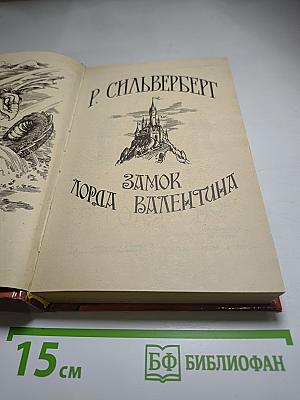 Р. СИЛЬВЕРБЕРГ
ЗАМОК
ЛОРДА ВАЛЕНТИНА
15 см
БФ БИБЛИОФАН